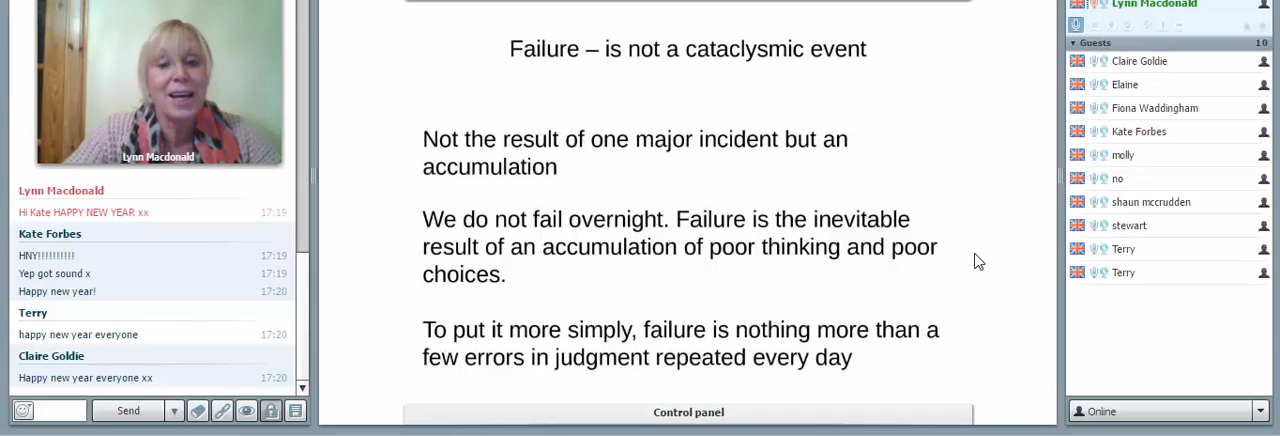 Lynn Macdonald
Lynn Macdonald
Hi Kate HAPPY NEW YEAR xx 17:19
Kate Forbes
HNY!!!!!!!!!! 17:19
Yep got sound x 17:19
Happy new year! 17:20
Terry
happy new year everyone 17:20
Claire Goldie
Happy new year everyone xx 17:20
Send
Failure – is not a cataclysmic event
Not the result of one major incident but an
accumulation
We do not fail overnight. Failure is the inevitable
result of an accumulation of poor thinking and poor
choices.
To put it more simply, failure is nothing more than a
few errors in judgment repeated every day
Control panel
Lynn Macdonald
Guests 10
Claire Goldie
Elaine
Fiona Waddingham
Kate Forbes
molly
no
shaun mccrudden
stewart
Terry
Terry
Online